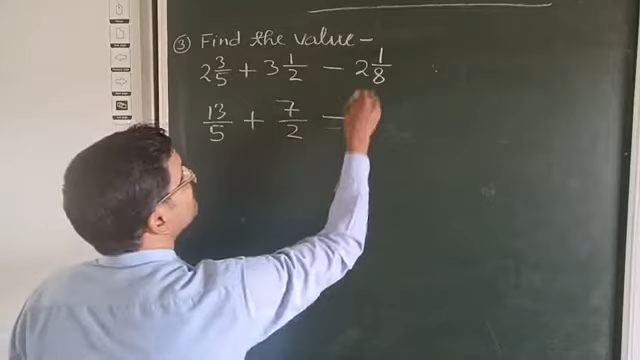 ③ Find the value –
2 3/5 + 3 1/2 – 2 1/8
13/5 + 7/2 –